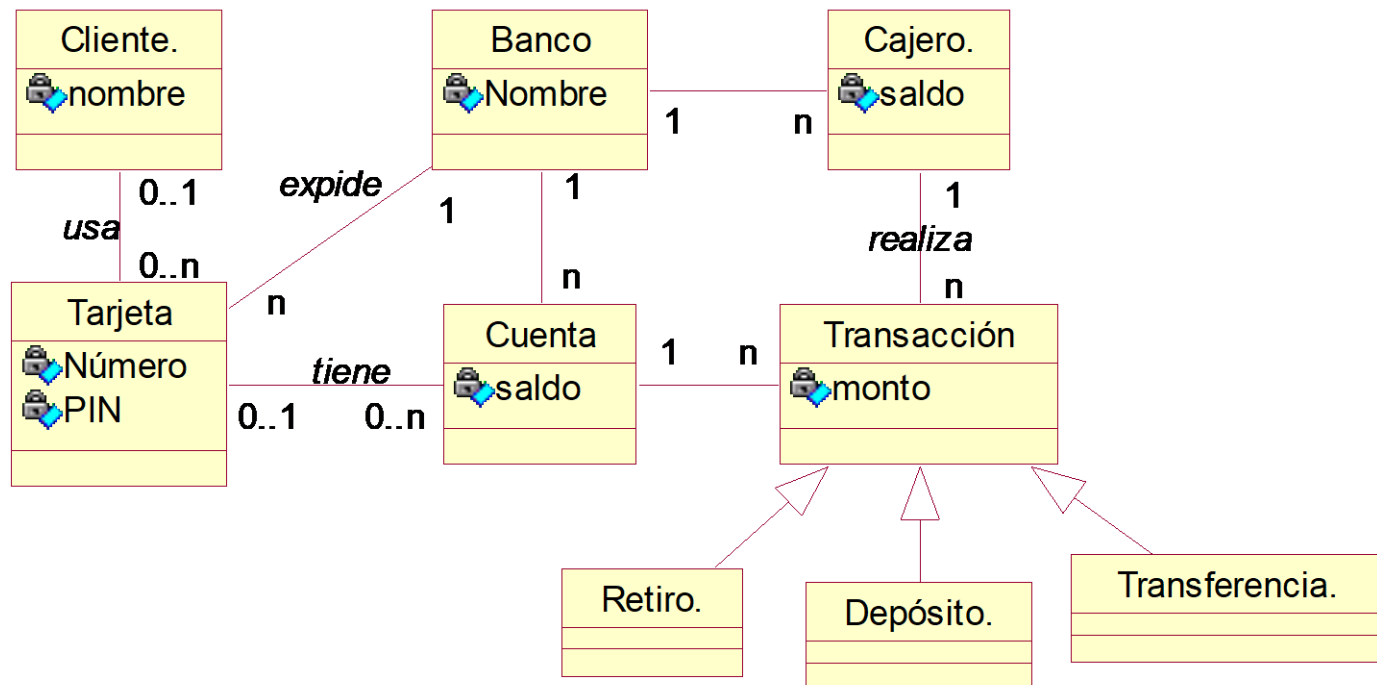 Cliente.
nombre
Banco
Nombre
Cajero.
saldo
1
n
0..1
usa
0..n
expide
1
n
1
n
1
realiza
n
Tarjeta
Número
PIN
tiene
0..1
0..n
Cuenta
saldo
1
n
Transacción
monto
Retiro.
Depósito.
Transferencia.